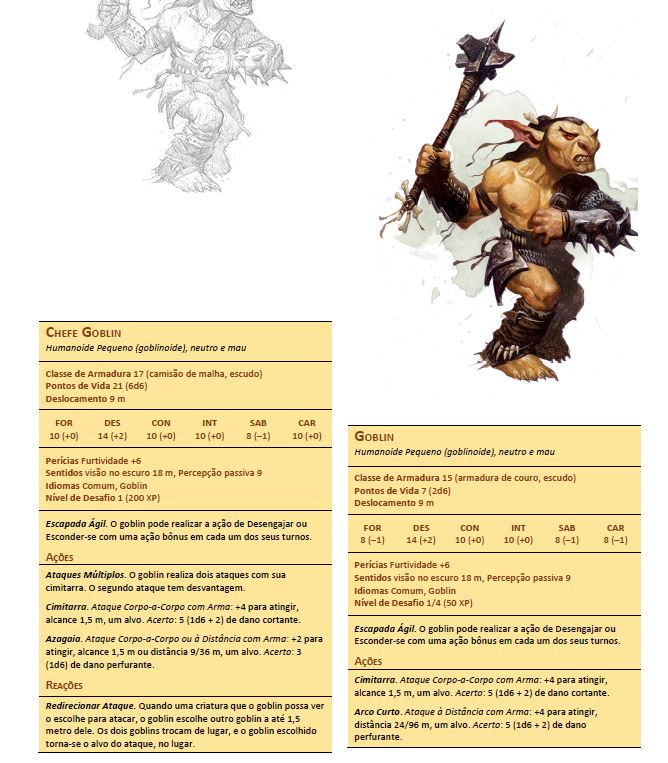 CHEFE GOBLIN
Humanoide Pequeno (goblinoide), neutro e mau
Classe de Armadura 17 (camisão de malha, escudo)
Pontos de Vida 21 (6d6)
Deslocamento 9 m
FOR DES CON INT SAB CAR
10 (+0) 14 (+2) 10 (+0) 10 (+0) 8 (–1) 10 (+0)
Perícias Furtividade +6
Sentidos visão no escuro 18 m, Percepção passiva 9
Idiomas Comum, Goblin
Nível de Desafio 1 (200 XP)
Escapada Ágil. O goblin pode realizar a ação de Desengajar ou
Esconder-se com uma ação bônus em cada um dos seus turnos.
AÇÕES
Ataques Múltiplos. O goblin realiza dois ataques com sua
cimitarra. O segundo ataque tem desvantagem.
Cimitarra. Ataque Corpo-a-Corpo com Arma: +4 para atingir,
alcance 1,5 m, um alvo. Acerto: 5 (1d6 + 2) de dano cortante.
Azagaia. Ataque Corpo-a-Corpo ou à Distância com Arma: +2 para
atingir, alcance 1,5 m ou distância 9/36 m, um alvo. Acerto: 3
(1d6) de dano perfurante.
REAÇÕES
Redirecionar Ataque. Quando uma criatura que o goblin possa ver
o escolhe para atacar, o goblin escolhe outro goblin a até 1,5
metro dele. Os dois goblins trocam de lugar, e o goblin escolhido
torna-se o alvo do ataque, no lugar.
GOBLIN
Humanoide Pequeno (goblinoide), neutro e mau
Classe de Armadura 15 (armadura de couro, escudo)
Pontos de Vida 7 (2d6)
Deslocamento 9 m
FOR DES CON INT SAB CAR
8 (–1) 14 (+2) 10 (+0) 10 (+0) 8 (–1) 8 (–1)
Perícias Furtividade +6
Sentidos visão no escuro 18 m, Percepção passiva 9
Idiomas Comum, Goblin
Nível de Desafio 1/4 (50 XP)
Escapada Ágil. O goblin pode realizar a ação de Desengajar ou
Esconder-se com uma ação bônus em cada um dos seus turnos.
AÇÕES
Cimitarra. Ataque Corpo-a-Corpo com Arma: +4 para atingir,
alcance 1,5 m, um alvo. Acerto: 5 (1d6 + 2) de dano cortante.
Arco Curto. Ataque à Distância com Arma: +4 para atingir,
distância 24/96 m, um alvo. Acerto: 5 (1d6 + 2) de dano
perfurante.